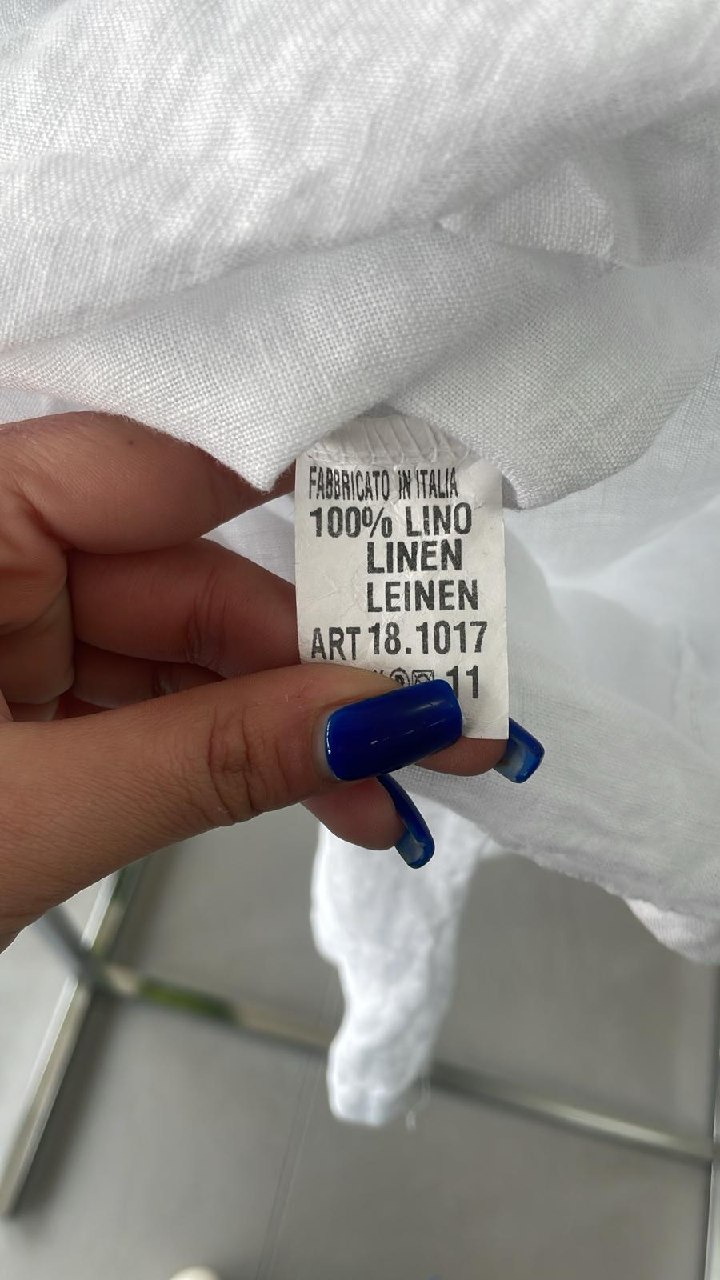 FABBRICATO IN ITALIA
100% LINO
LINEN
LEINEN
ART 18.1017
11